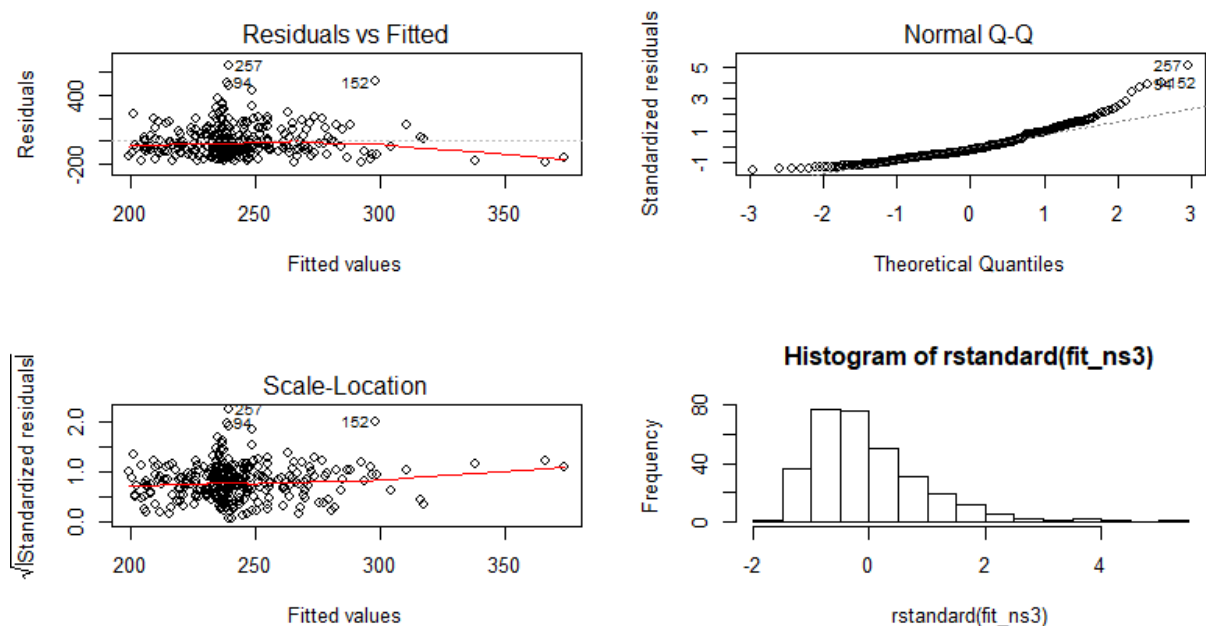 Residuals vs Fitted
Residuals
400
-200
257
94
152
200 250 300 350
Fitted values
Normal Q-Q
Standardized residuals
5
3
1
-1
257
94
152
-3 -2 -1 0 1 2 3
Theoretical Quantiles
Scale-Location
√|Standardized residuals|
2.0
1.0
0.0
257
94
152
200 250 300 350
Fitted values
Histogram of rstandard(fit_ns3)
Frequency
80
40
0
-2 0 2 4
rstandard(fit_ns3)